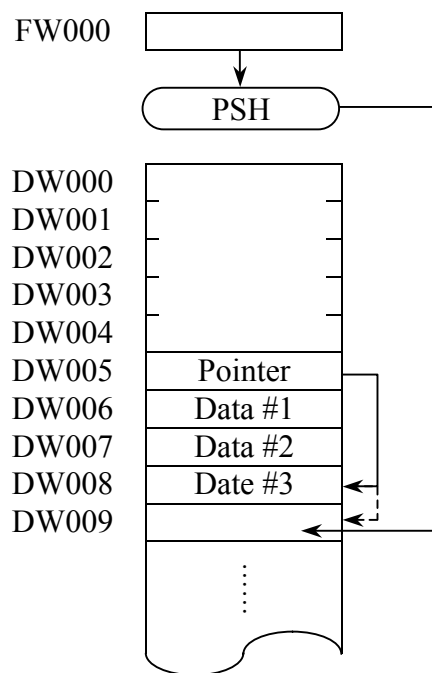 FW000
PSH
DW000
DW001
DW002
DW003
DW004
DW005 Pointer
DW006 Data #1
DW007 Data #2
DW008 Date #3
DW009